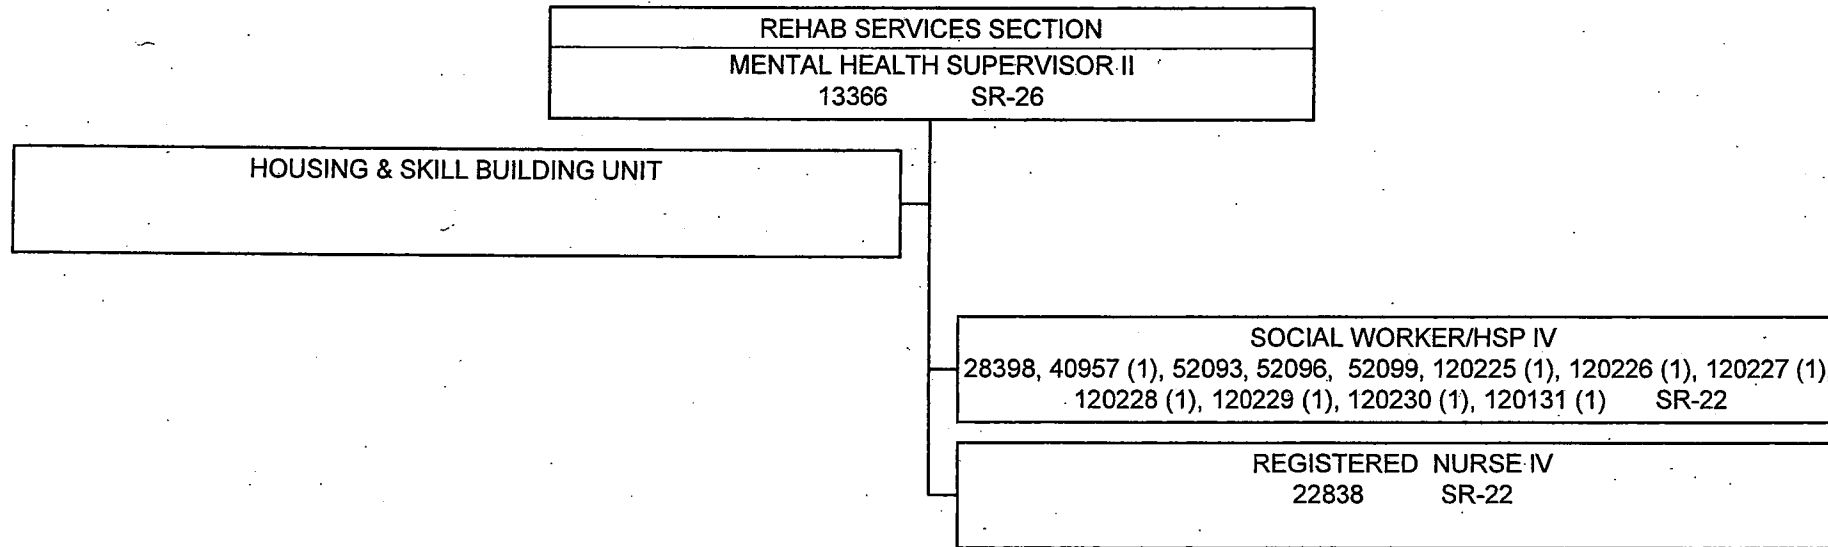 REHAB SERVICES SECTION
MENTAL HEALTH SUPERVISOR II
13366 SR-26
HOUSING & SKILL BUILDING UNIT
SOCIAL WORKER/HSP IV
28398, 40957 (1), 52093, 52096, 52099, 120225 (1), 120226 (1), 120227 (1),
120228 (1), 120229 (1), 120230 (1), 120131 (1) SR-22
REGISTERED NURSE IV
22838 SR-22